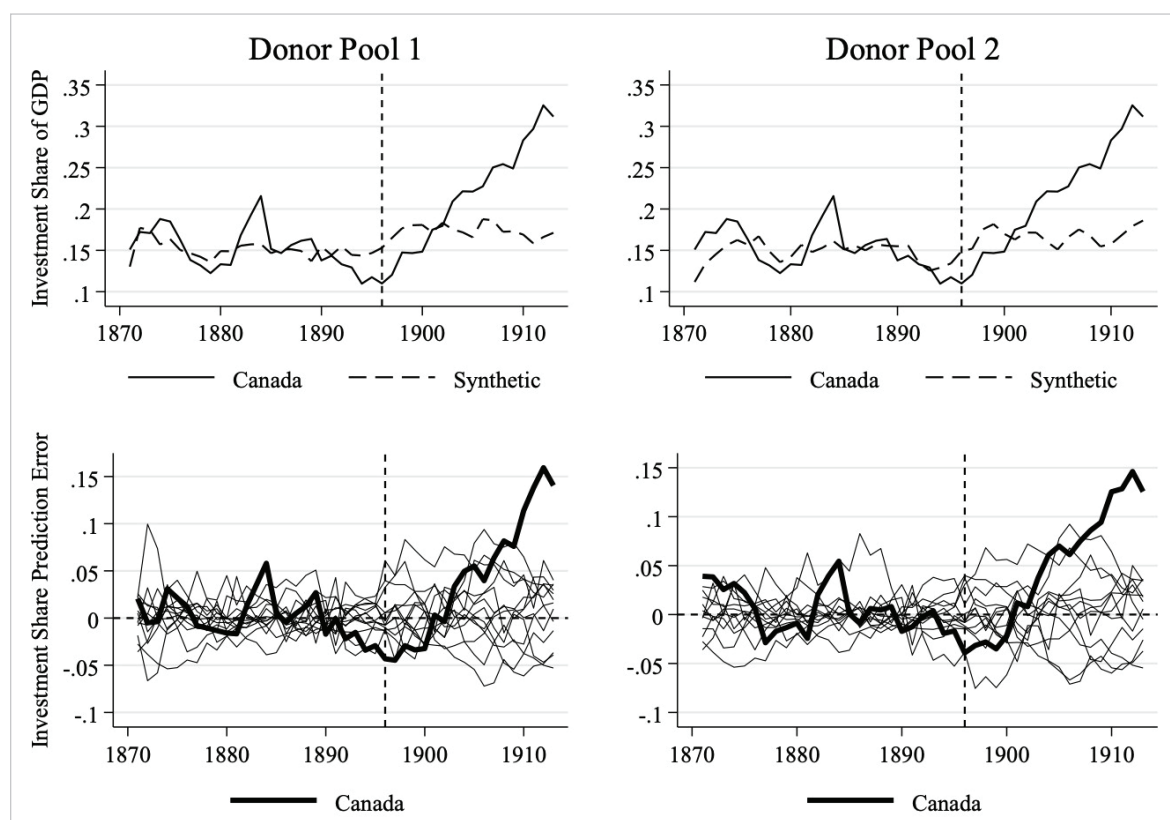 Donor Pool 1
Investment Share of GDP
.35
.3
.25
.2
.15
.1
1870 1880 1890 1900 1910
Canada Synthetic
Donor Pool 2
.35
.3
.25
.2
.15
.1
1870 1880 1890 1900 1910
Canada Synthetic
Investment Share Prediction Error
.15
.1
.05
0
-.05
-.1
1870 1880 1890 1900 1910
Canada
.15
.1
.05
0
-.05
-.1
1870 1880 1890 1900 1910
Canada